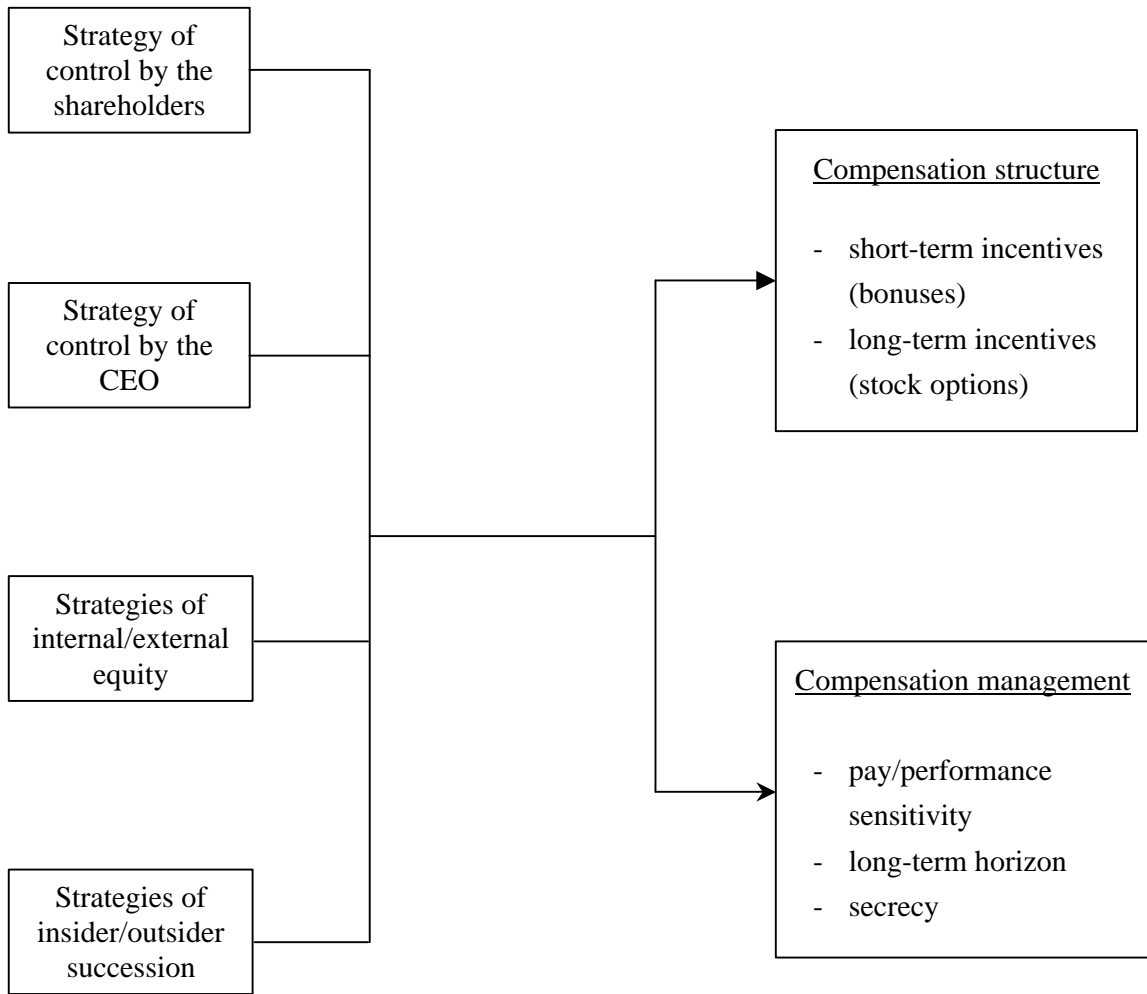 Strategy of
control by the
shareholders
Strategy of
control by the
CEO
Strategies of
internal/external
equity
Strategies of
insider/outsider
succession
Compensation structure
- short-term incentives
(bonuses)
- long-term incentives
(stock options)
Compensation management
- pay/performance
sensitivity
- long-term horizon
- secrecy